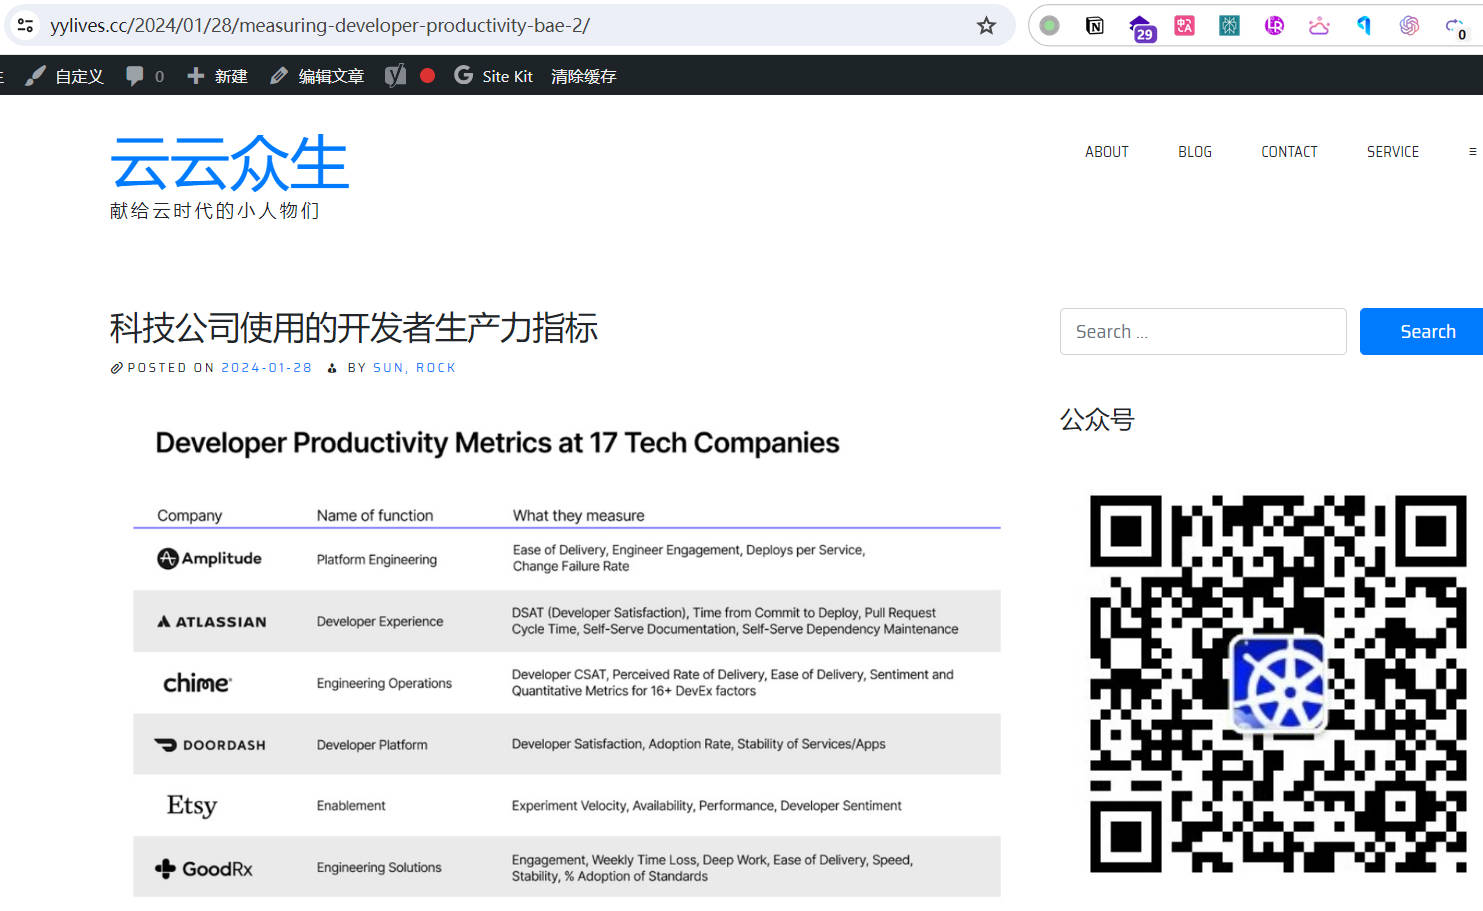 yylives.cc/2024/01/28/measuring-developer-productivity-bae-2/
29
0
自定义 0 新建 编辑文章 Site Kit 清除缓存
云云众生
献给云时代的小人物们
ABOUT BLOG CONTACT SERVICE
科技公司使用的开发者生产力指标
POSTED ON 2024-01-28 BY SUN, ROCK
Search ...
Search
公众号
Developer Productivity Metrics at 17 Tech Companies
Company Name of function What they measure
Amplitude Platform Engineering Ease of Delivery, Engineer Engagement, Deploys per Service,
Change Failure Rate
ATLASSIAN Developer Experience DSAT (Developer Satisfaction), Time from Commit to Deploy, Pull Request
Cycle Time, Self-Serve Documentation, Self-Serve Dependency Maintenance
chime Engineering Operations Developer CSAT, Perceived Rate of Delivery, Ease of Delivery, Sentiment and
Quantitative Metrics for 16+ DevEx factors
DOORDASH Developer Platform Developer Satisfaction, Adoption Rate, Stability of Services/Apps
Etsy Enablement Experiment Velocity, Availability, Performance, Developer Sentiment
GoodRx Engineering Solutions Engagement, Weekly Time Loss, Deep Work, Ease of Delivery, Speed,
Stability, % Adoption of Standards